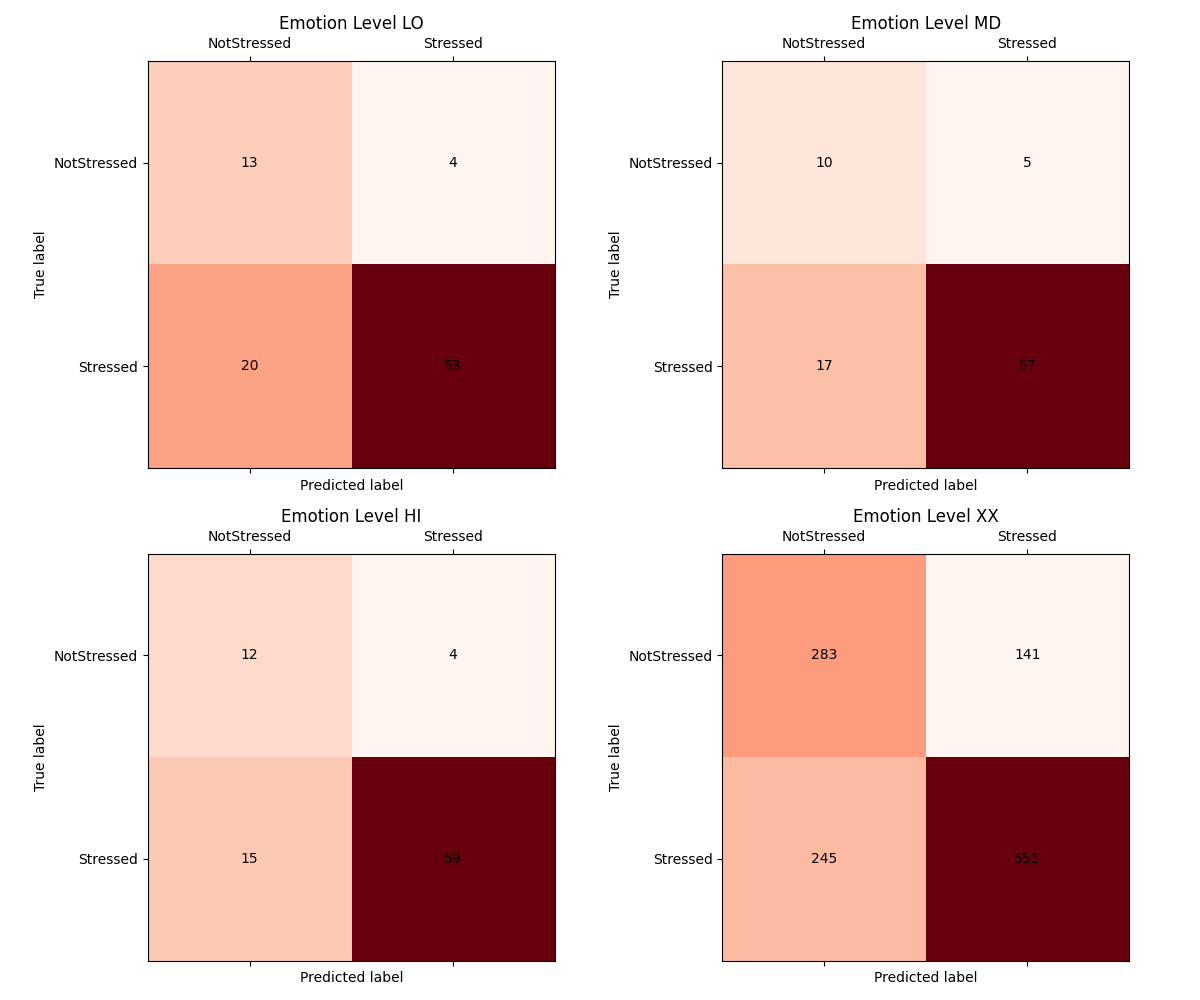 Emotion Level LO
NotStressed Stressed
NotStressed 13 4
True label
Stressed 20 53
Predicted label
Emotion Level MD
NotStressed Stressed
NotStressed 10 5
True label
Stressed 17 57
Predicted label
Emotion Level HI
NotStressed Stressed
NotStressed 12 4
True label
Stressed 15 59
Predicted label
Emotion Level XX
NotStressed Stressed
NotStressed 283 141
True label
Stressed 245 551
Predicted label